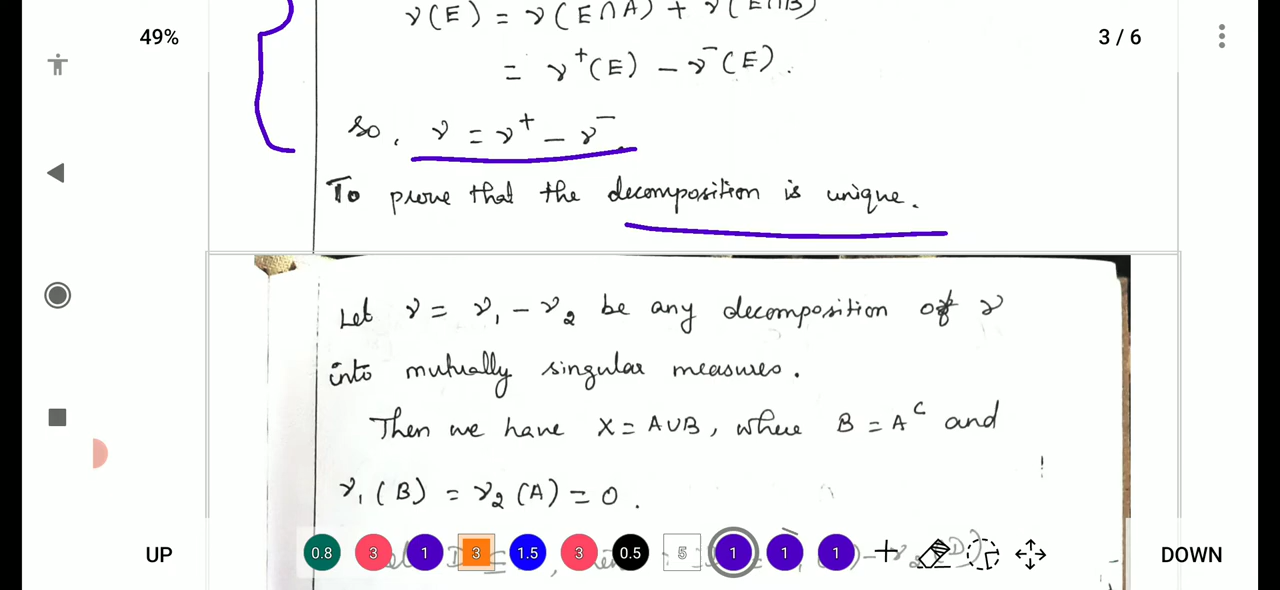 49%
3 / 6
ν(E) = ν(E∩A) + ν(E∩B)
= ν⁺(E) − ν⁻(E).
So, ν = ν⁺ − ν⁻.
To prove that the decomposition is unique.
Let ν = ν₁ − ν₂ be any decomposition of ν
into mutually singular measures.
Then we have X = A∪B, where B = Aᶜ and
ν₁(B) = ν₂(A) = 0.
UP
0.8
3
1
3
1.5
3
0.5
5
1
1
1
DOWN